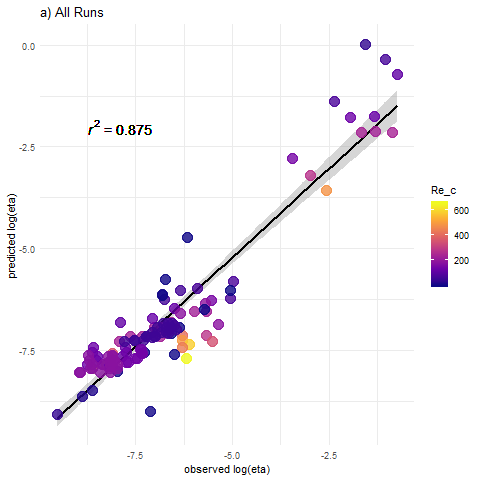 a) All Runs
0.0
-2.5
-5.0
-7.5
predicted log(eta)
r² = 0.875
-7.5
-5.0
-2.5
observed log(eta)
Re_c
600
400
200